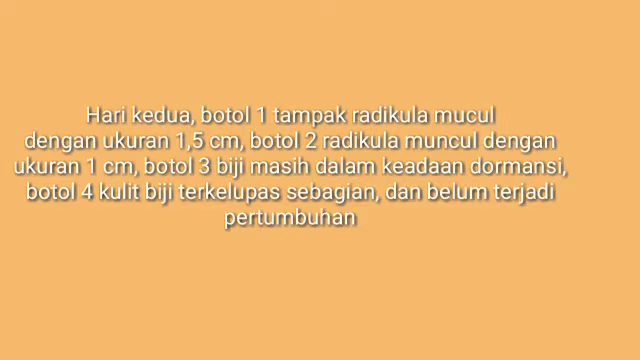 Hari kedua, botol 1 tampak radikula mucul
dengan ukuran 1,5 cm, botol 2 radikula muncul dengan
ukuran 1 cm, botol 3 biji masih dalam keadaan dormansi,
botol 4 kulit biji terkelupas sebagian, dan belum terjadi
pertumbuhan